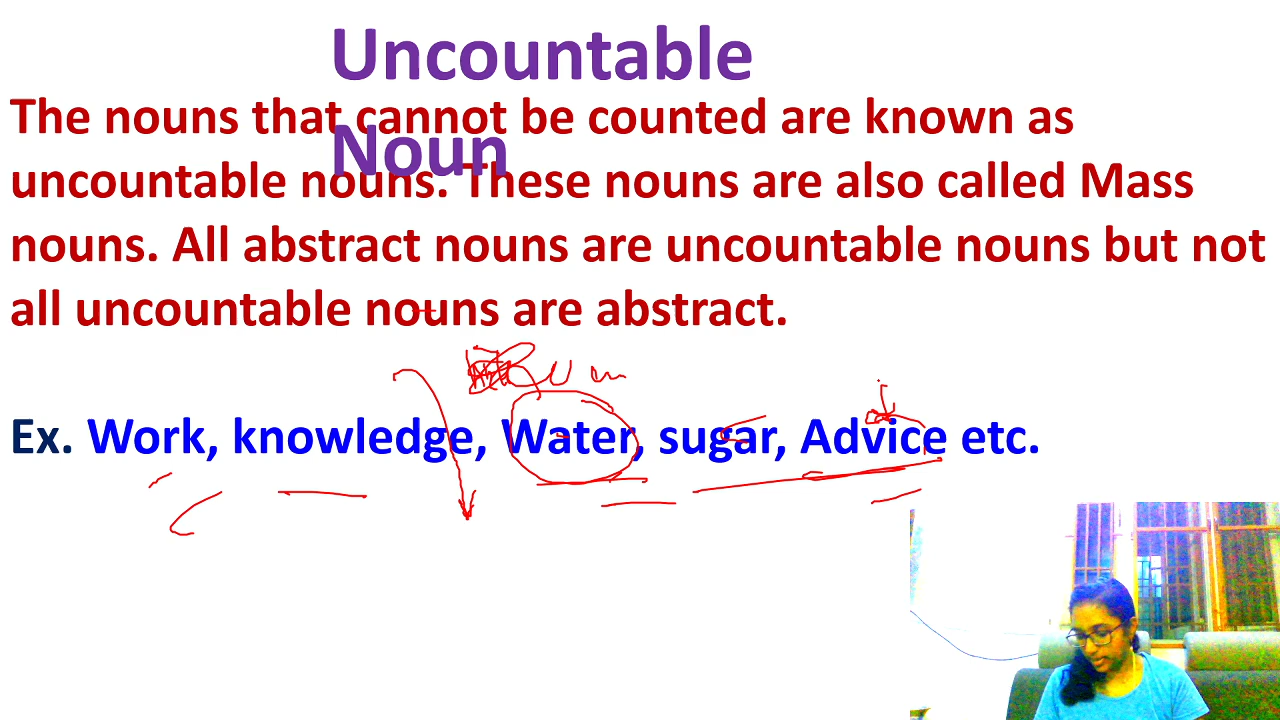 Uncountable
Noun
The nouns that cannot be counted are known as
uncountable nouns. These nouns are also called Mass
nouns. All abstract nouns are uncountable nouns but not
all uncountable nouns are abstract.
Ex. Work, knowledge, Water, sugar, Advice etc.